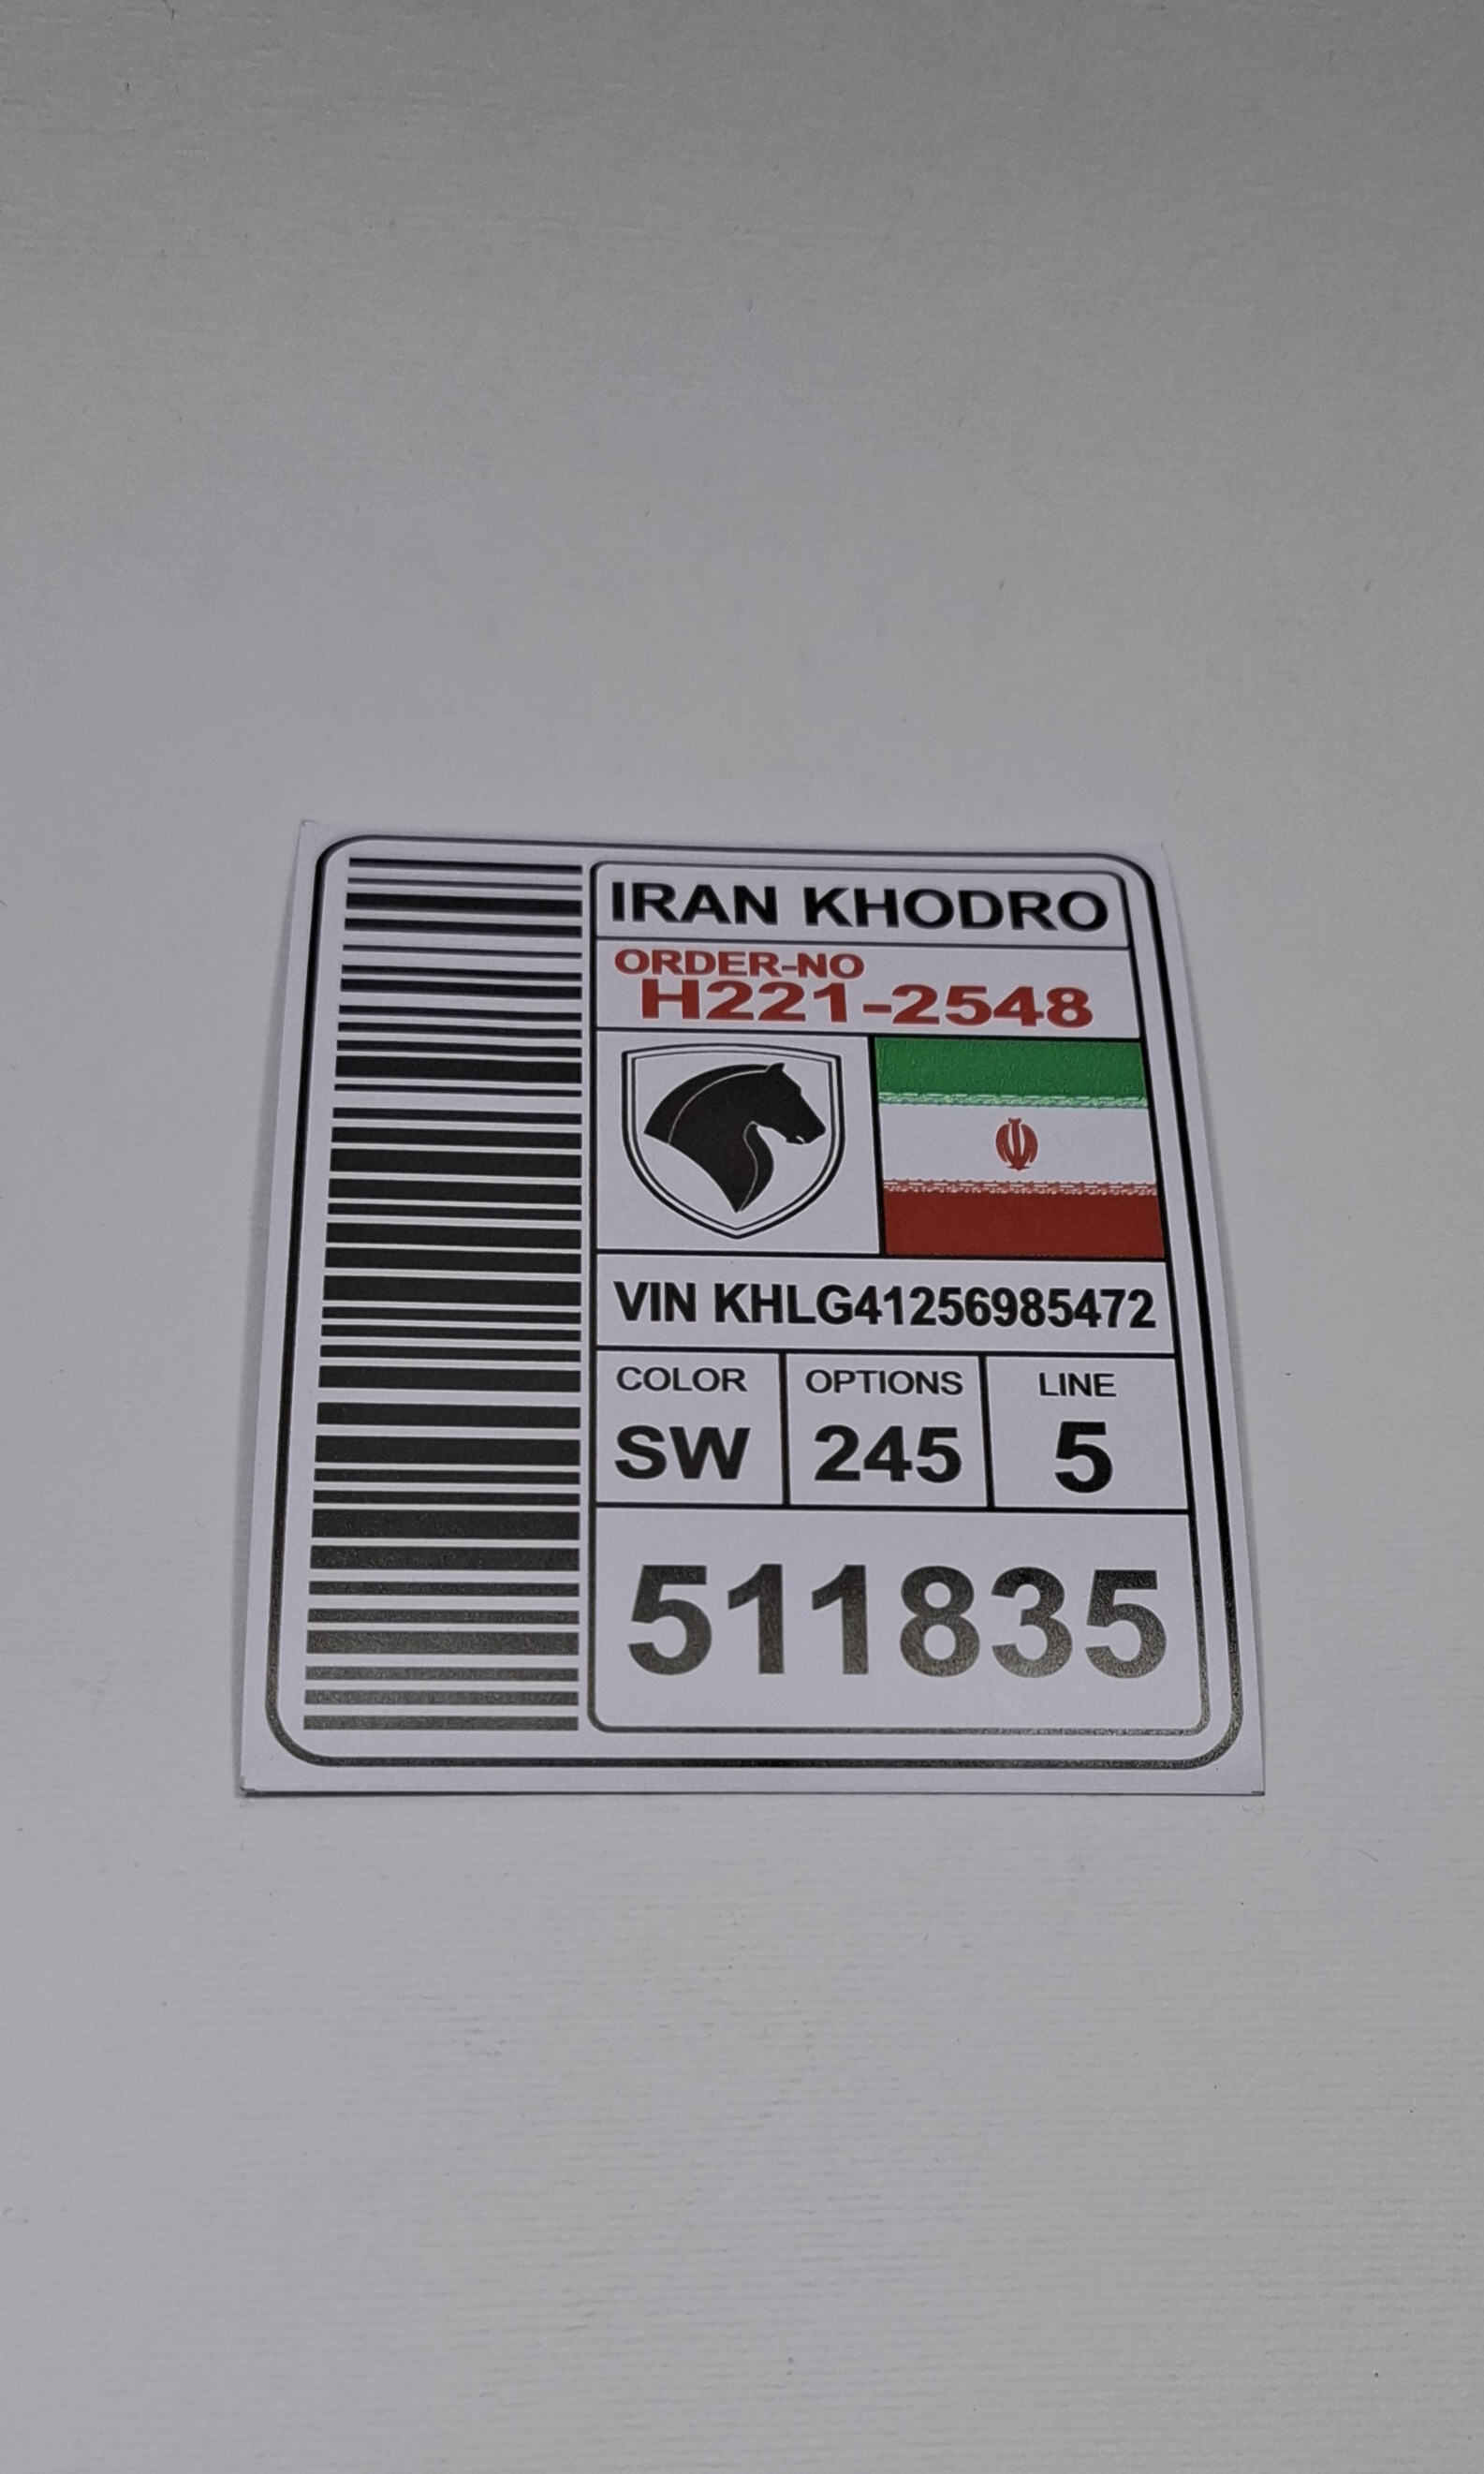 IRAN KHODRO
ORDER-NO
H221-2548
VIN KHLG41256985472
COLOR OPTIONS LINE
SW 245 5
511835